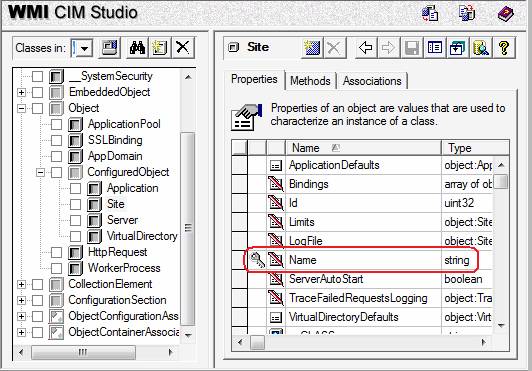 WMI CIM Studio
Classes in:
__SystemSecurity
EmbeddedObject
Object
ApplicationPool
SSLBinding
AppDomain
ConfiguredObject
Application
Site
Server
VirtualDirectory
HttpRequest
WorkerProcess
CollectionElement
ConfigurationSection
ObjectConfigurationAss
ObjectContainerAssocia
Site
Properties Methods Associations
Properties of an object are values that are used to
characterize an instance of a class.
Name Type
ApplicationDefaults object:App
Bindings array of ob
Id uint32
Limits object:Site
LogFile object:Site
Name string
ServerAutoStart boolean
TraceFailedRequestsLogging object:Tra
VirtualDirectoryDefaults object:Virt